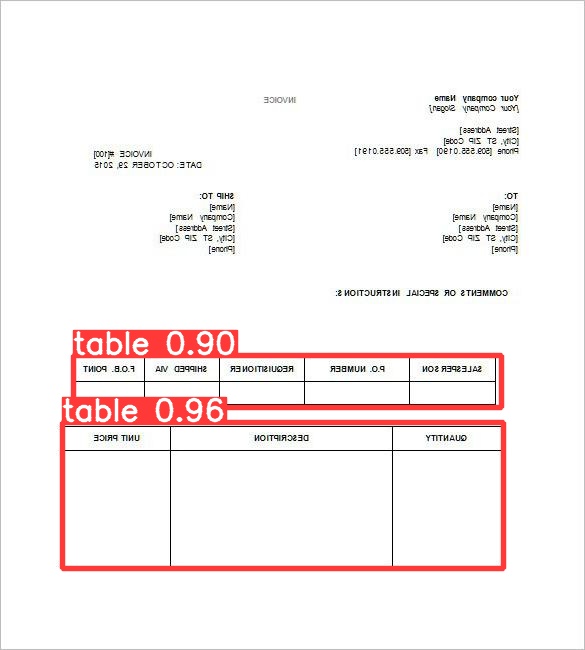 Your company Name
INVOICE
[Your Company Slogan]
[Street Address]
[City, ST ZIP Code]
Phone [509.555.0190] Fax [509.555.0191]
INVOICE #[100]
DATE: OCTOBER 29, 2015
TO:
[Name]
[Company Name]
[Street Address]
[City, ST ZIP Code]
[Phone]
SHIP TO:
[Name]
[Company Name]
[Street Address]
[City, ST ZIP Code]
[Phone]
COMMENTS OR SPECIAL INSTRUCTIONS:
table 0.90
SALESPERSON P.O. NUMBER REQUISITIONER SHIPPED VIA F.O.B. POINT
table 0.96
QUANTITY DESCRIPTION UNIT PRICE